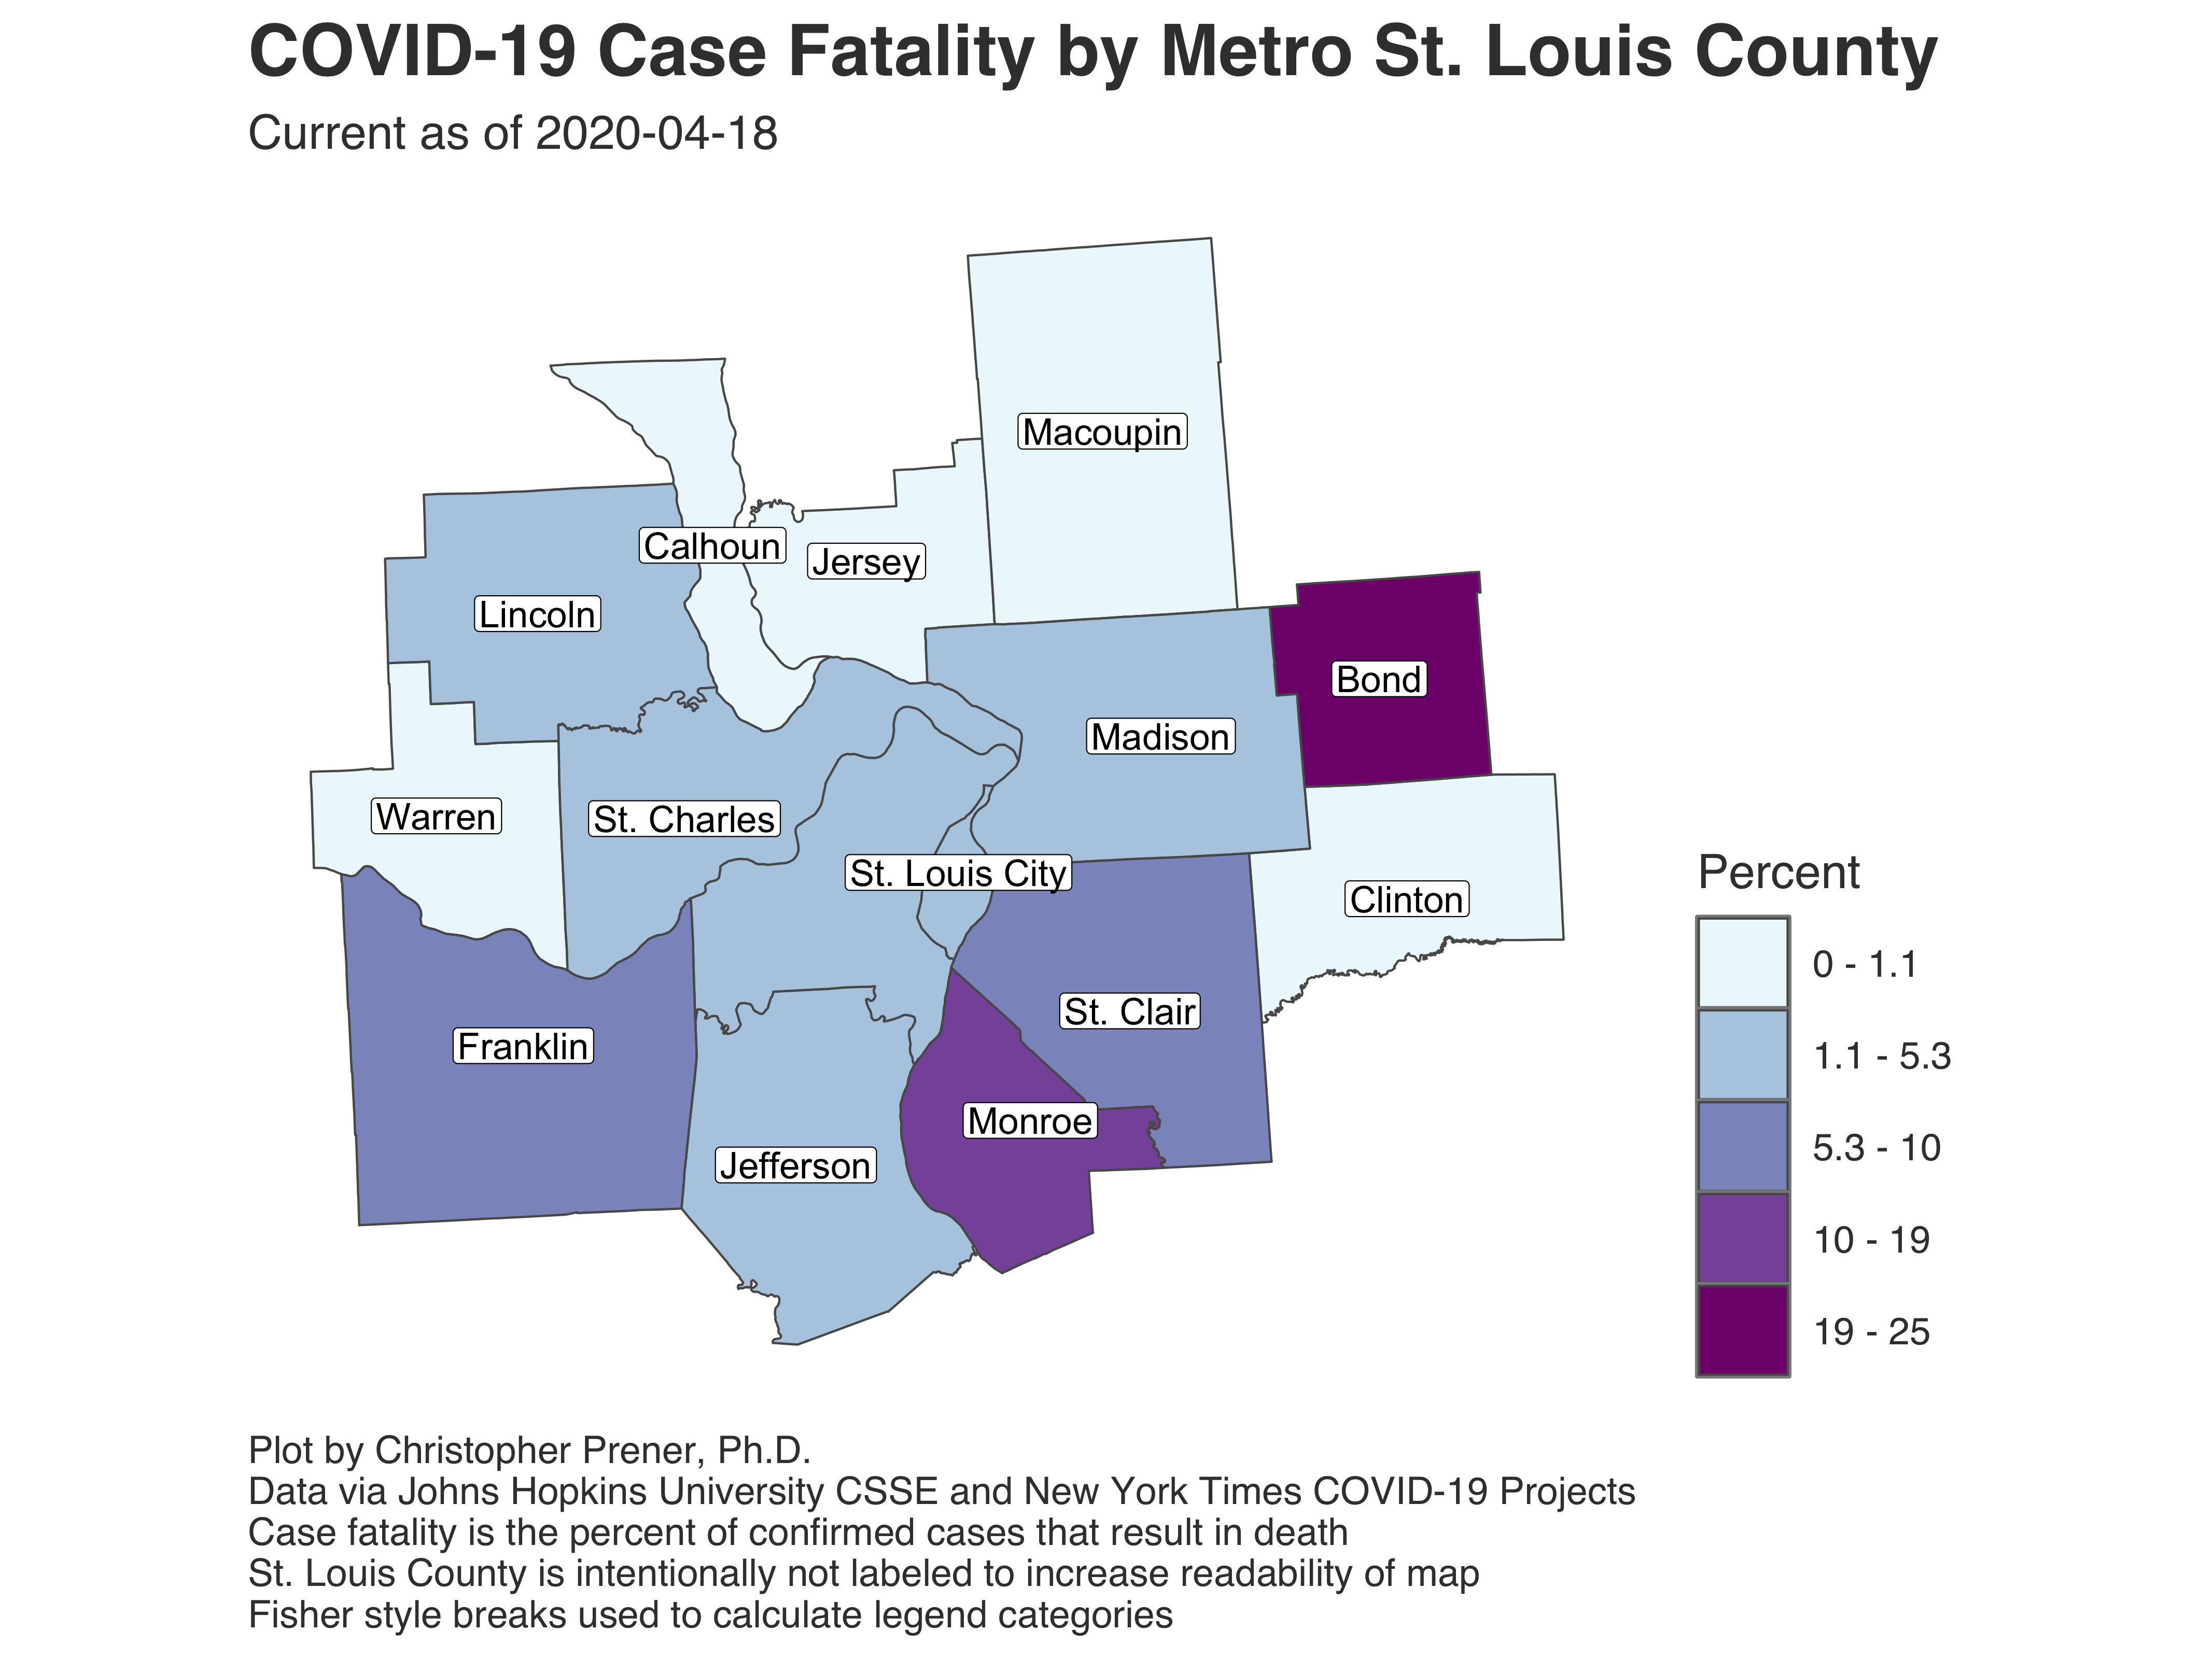 COVID-19 Case Fatality by Metro St. Louis County
Current as of 2020-04-18
Macoupin
Calhoun
Jersey
Lincoln
Bond
Madison
Warren
St. Charles
St. Louis City
Clinton
St. Clair
Franklin
Monroe
Jefferson
Percent
0 - 1.1
1.1 - 5.3
5.3 - 10
10 - 19
19 - 25
Plot by Christopher Prener, Ph.D.
Data via Johns Hopkins University CSSE and New York Times COVID-19 Projects
Case fatality is the percent of confirmed cases that result in death
St. Louis County is intentionally not labeled to increase readability of map
Fisher style breaks used to calculate legend categories